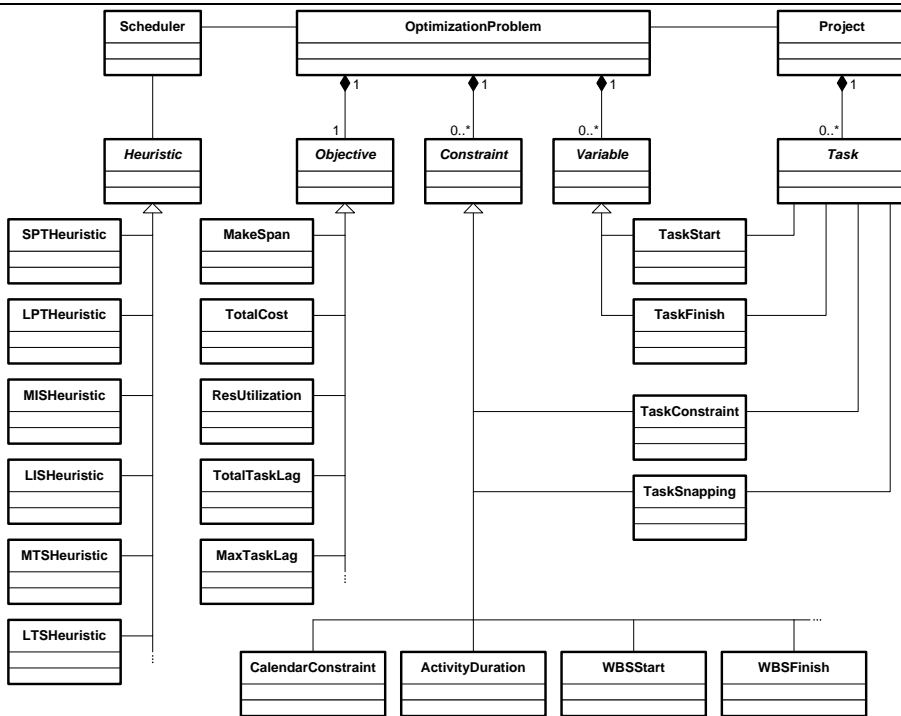 Scheduler OptimizationProblem Project
1 1 1 1
1 0..* 0..* 0..*
Heuristic Objective Constraint Variable Task
SPTHeuristic MakeSpan TaskStart
LPTHeuristic TotalCost TaskFinish
MISHeuristic ResUtilization TaskConstraint
LISHeuristic TotalTaskLag TaskSnapping
MTSHeuristic MaxTaskLag
...
LTSHeuristic ...
...
CalendarConstraint ActivityDuration WBSStart WBSFinish